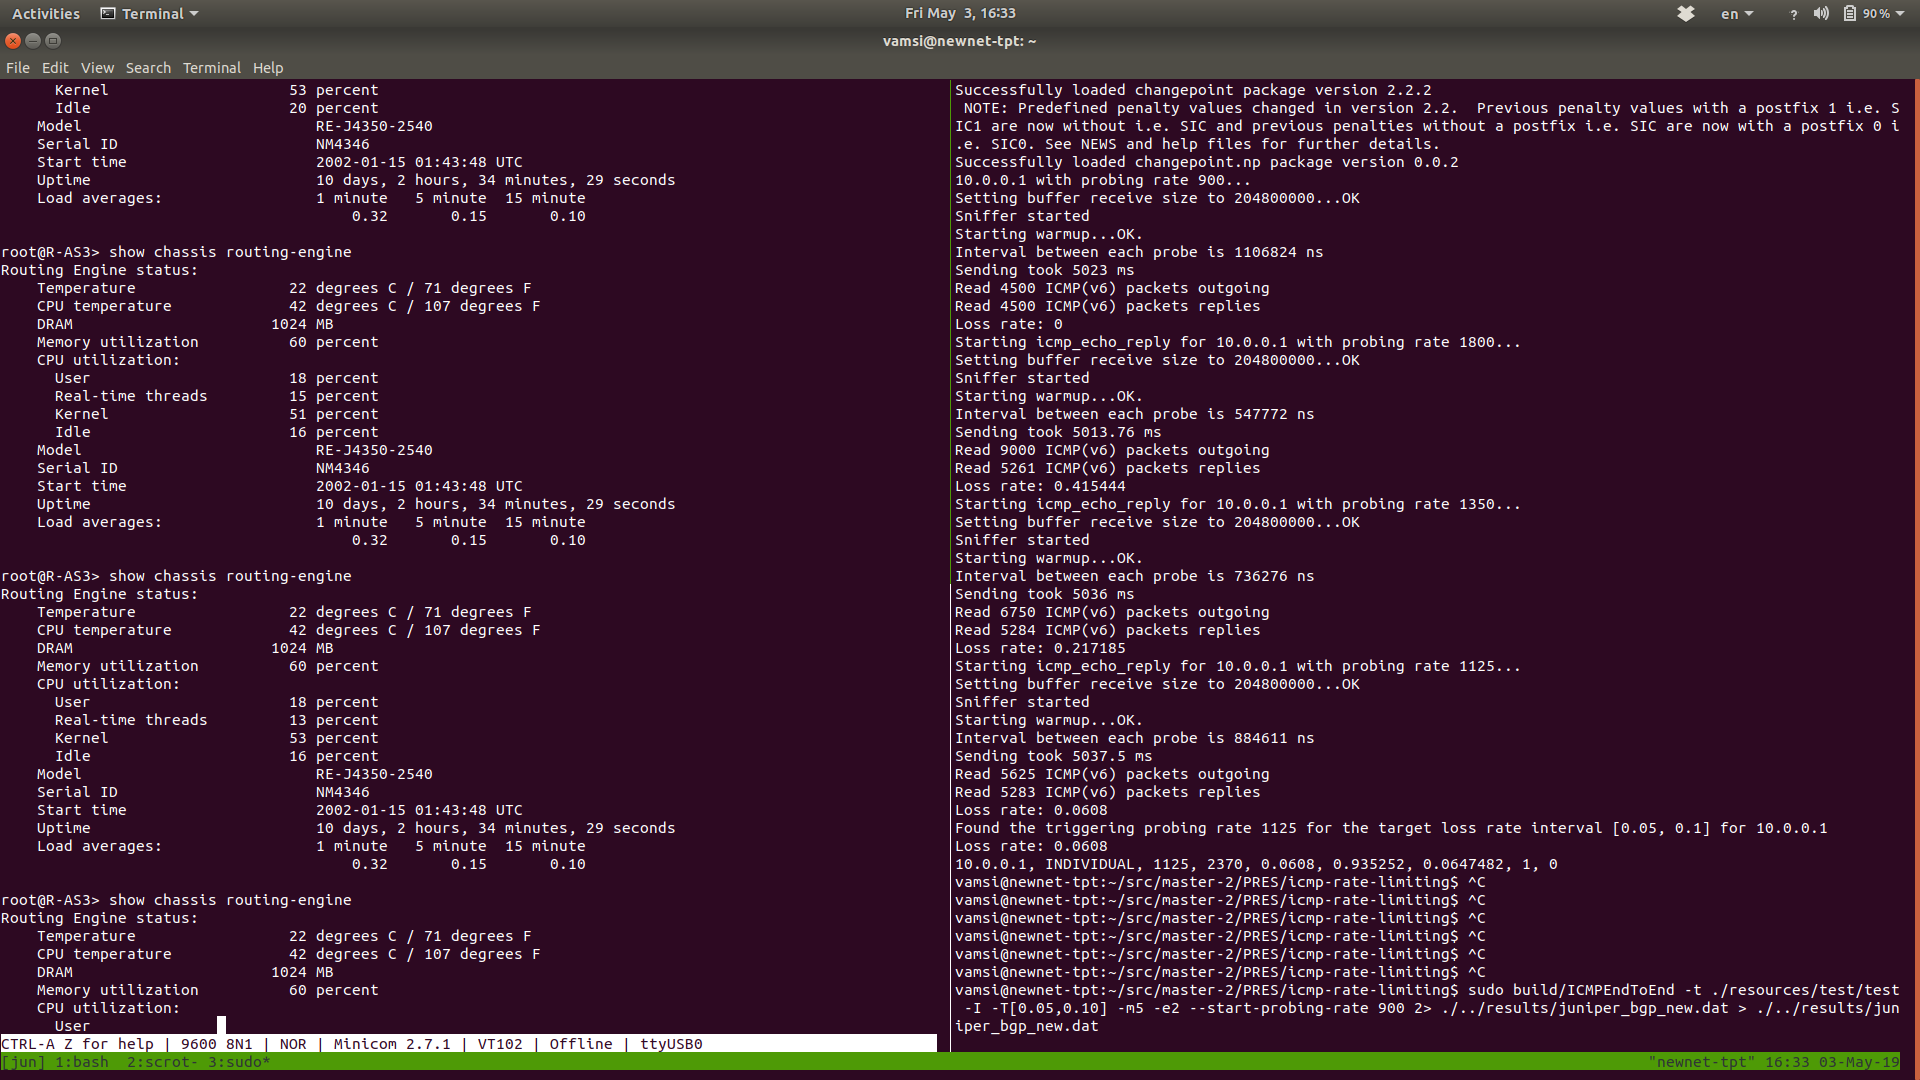 Activities Terminal Fri May 3, 16:33 en ? 90 %
vamsi@newnet-tpt: ~
File Edit View Search Terminal Help
Kernel 53 percent
Idle 20 percent
Model RE-J4350-2540
Serial ID NM4346
Start time 2002-01-15 01:43:48 UTC
Uptime 10 days, 2 hours, 34 minutes, 29 seconds
Load averages: 1 minute 5 minute 15 minute
0.32 0.15 0.10
root@R-AS3> show chassis routing-engine
Routing Engine status:
Temperature 22 degrees C / 71 degrees F
CPU temperature 42 degrees C / 107 degrees F
DRAM 1024 MB
Memory utilization 60 percent
CPU utilization:
User 18 percent
Real-time threads 15 percent
Kernel 51 percent
Idle 16 percent
Model RE-J4350-2540
Serial ID NM4346
Start time 2002-01-15 01:43:48 UTC
Uptime 10 days, 2 hours, 34 minutes, 29 seconds
Load averages: 1 minute 5 minute 15 minute
0.32 0.15 0.10
root@R-AS3> show chassis routing-engine
Routing Engine status:
Temperature 22 degrees C / 71 degrees F
CPU temperature 42 degrees C / 107 degrees F
DRAM 1024 MB
Memory utilization 60 percent
CPU utilization:
User 18 percent
Real-time threads 13 percent
Kernel 53 percent
Idle 16 percent
Model RE-J4350-2540
Serial ID NM4346
Start time 2002-01-15 01:43:48 UTC
Uptime 10 days, 2 hours, 34 minutes, 29 seconds
Load averages: 1 minute 5 minute 15 minute
0.32 0.15 0.10
root@R-AS3> show chassis routing-engine
Routing Engine status:
Temperature 22 degrees C / 71 degrees F
CPU temperature 42 degrees C / 107 degrees F
DRAM 1024 MB
Memory utilization 60 percent
CPU utilization:
User
CTRL-A Z for help | 9600 8N1 | NOR | Minicom 2.7.1 | VT102 | Offline | ttyUSB0
Successfully loaded changepoint package version 2.2.2
NOTE: Predefined penalty values changed in version 2.2. Previous penalty values with a postfix 1 i.e. S
IC1 are now without i.e. SIC and previous penalties without a postfix i.e. SIC are now with a postfix 0 i
.e. SIC0. See NEWS and help files for further details.
Successfully loaded changepoint.np package version 0.0.2
10.0.0.1 with probing rate 900...
Setting buffer receive size to 204800000...OK
Sniffer started
Starting warmup...OK.
Interval between each probe is 1106824 ns
Sending took 5023 ms
Read 4500 ICMP(v6) packets outgoing
Read 4500 ICMP(v6) packets replies
Loss rate: 0
Starting icmp_echo_reply for 10.0.0.1 with probing rate 1800...
Setting buffer receive size to 204800000...OK
Sniffer started
Starting warmup...OK.
Interval between each probe is 547772 ns
Sending took 5013.76 ms
Read 9000 ICMP(v6) packets outgoing
Read 5261 ICMP(v6) packets replies
Loss rate: 0.415444
Starting icmp_echo_reply for 10.0.0.1 with probing rate 1350...
Setting buffer receive size to 204800000...OK
Sniffer started
Starting warmup...OK.
Interval between each probe is 736276 ns
Sending took 5036 ms
Read 6750 ICMP(v6) packets outgoing
Read 5284 ICMP(v6) packets replies
Loss rate: 0.217185
Starting icmp_echo_reply for 10.0.0.1 with probing rate 1125...
Setting buffer receive size to 204800000...OK
Sniffer started
Starting warmup...OK.
Interval between each probe is 884611 ns
Sending took 5037.5 ms
Read 5625 ICMP(v6) packets outgoing
Read 5283 ICMP(v6) packets replies
Loss rate: 0.0608
Found the triggering probing rate 1125 for the target loss rate interval [0.05, 0.1] for 10.0.0.1
Loss rate: 0.0608
10.0.0.1, INDIVIDUAL, 1125, 2370, 0.0608, 0.935252, 0.0647482, 1, 0
vamsi@newnet-tpt:~/src/master-2/PRES/icmp-rate-limiting$ ^C
vamsi@newnet-tpt:~/src/master-2/PRES/icmp-rate-limiting$ ^C
vamsi@newnet-tpt:~/src/master-2/PRES/icmp-rate-limiting$ ^C
vamsi@newnet-tpt:~/src/master-2/PRES/icmp-rate-limiting$ ^C
vamsi@newnet-tpt:~/src/master-2/PRES/icmp-rate-limiting$ ^C
vamsi@newnet-tpt:~/src/master-2/PRES/icmp-rate-limiting$ ^C
vamsi@newnet-tpt:~/src/master-2/PRES/icmp-rate-limiting$ sudo build/ICMPEndToEnd -t ./resources/test/test
-I -T[0.05,0.10] -m5 -e2 --start-probing-rate 900 2> ./../results/juniper_bgp_new.dat > ./../results/jun
iper_bgp_new.dat
[jun] 1:bash 2:scrot- 3:sudo* "newnet-tpt" 16:33 03-May-19